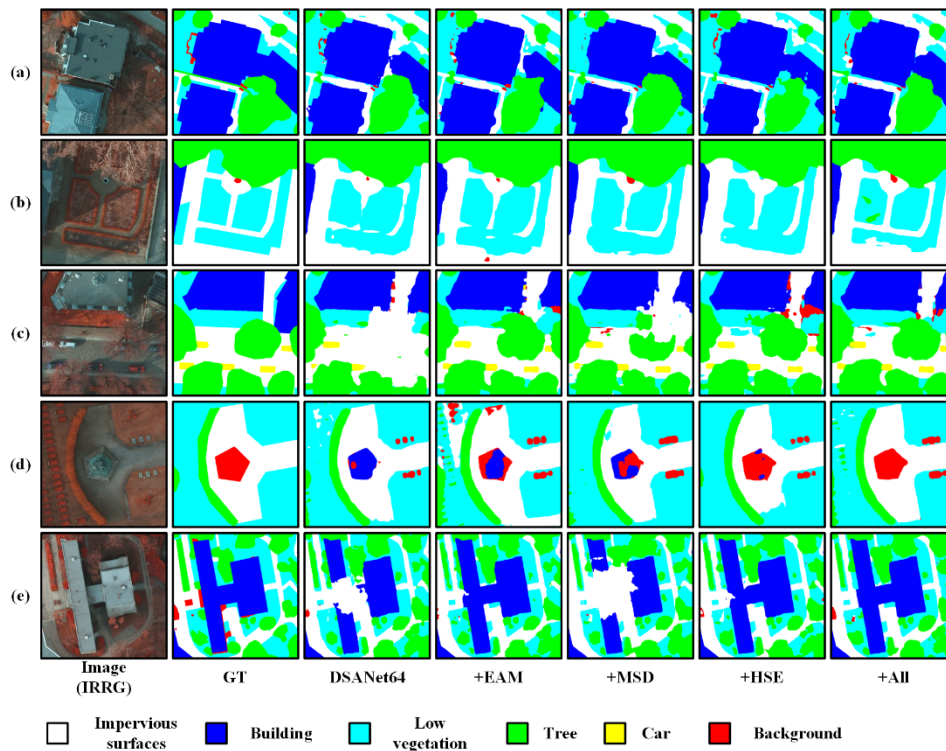 (a)
(b)
(c)
(d)
(e)
Image
(IRRG)
GT
DSANet64
+EAM
+MSD
+HSE
+All
Impervious
surfaces
Building
Low
vegetation
Tree
Car
Background